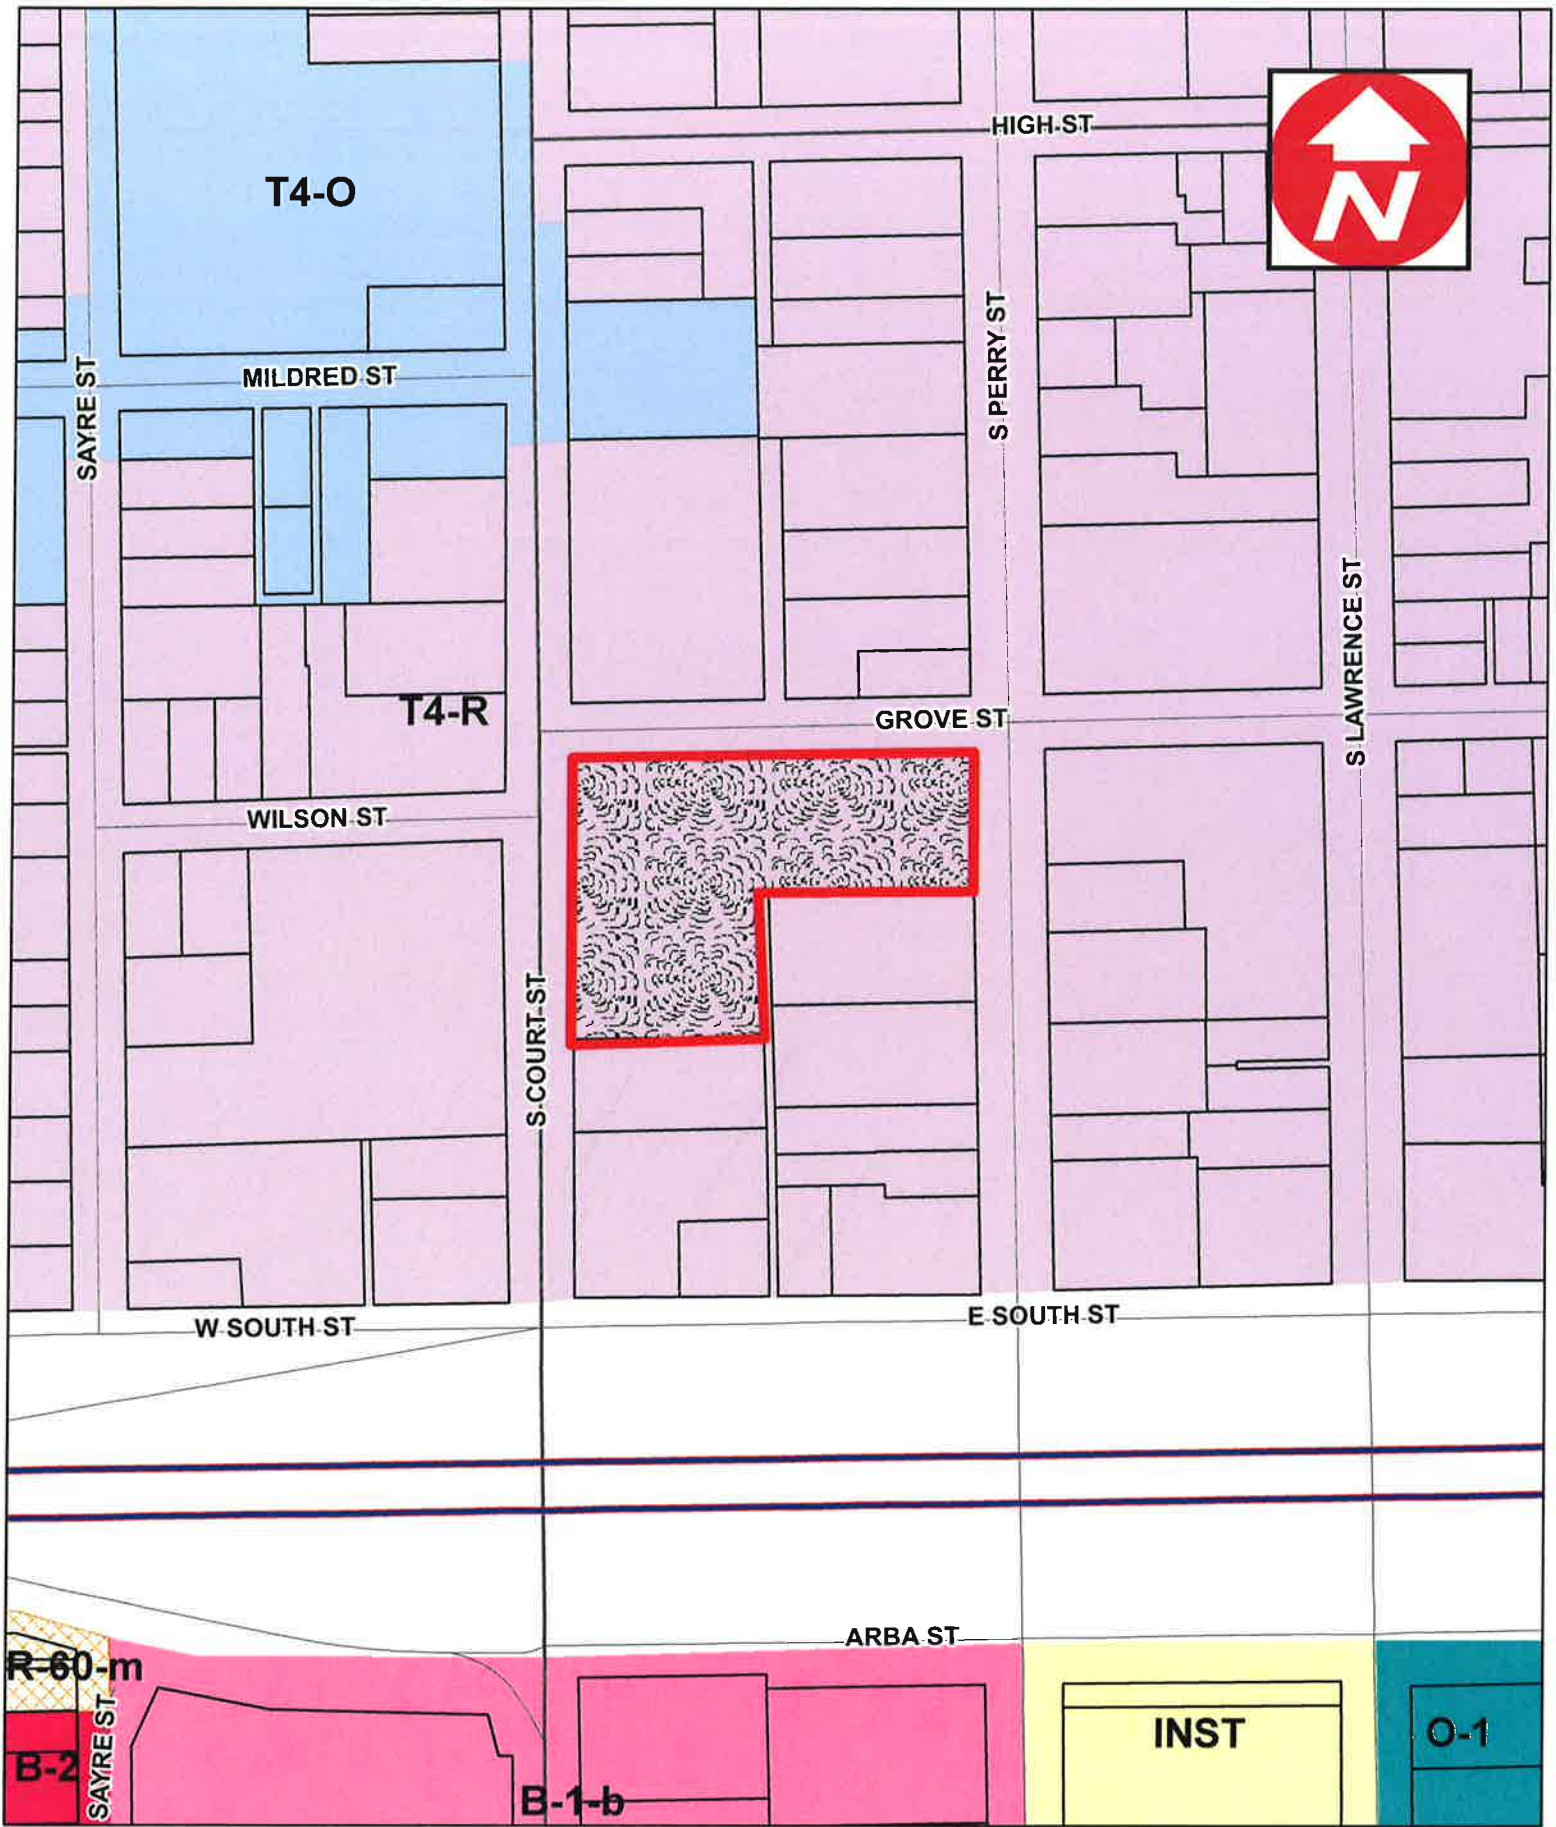 HIGH ST
N
T4-O
S PERRY ST
MILDRED ST
SAYRE ST
S LAWRENCE ST
T4-R
GROVE ST
WILSON ST
S COURT ST
W SOUTH ST
E SOUTH ST
ARBA ST
R-60-m
SAYRE ST
INST
O-1
B-2
B-1-b